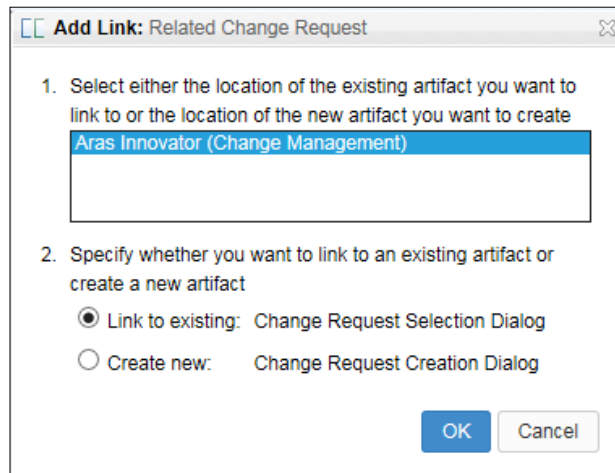 Add Link: Related Change Request
1. Select either the location of the existing artifact you want to
link to or the location of the new artifact you want to create
Aras Innovator (Change Management)
2. Specify whether you want to link to an existing artifact or
create a new artifact
Link to existing: Change Request Selection Dialog
Create new: Change Request Creation Dialog
OK Cancel